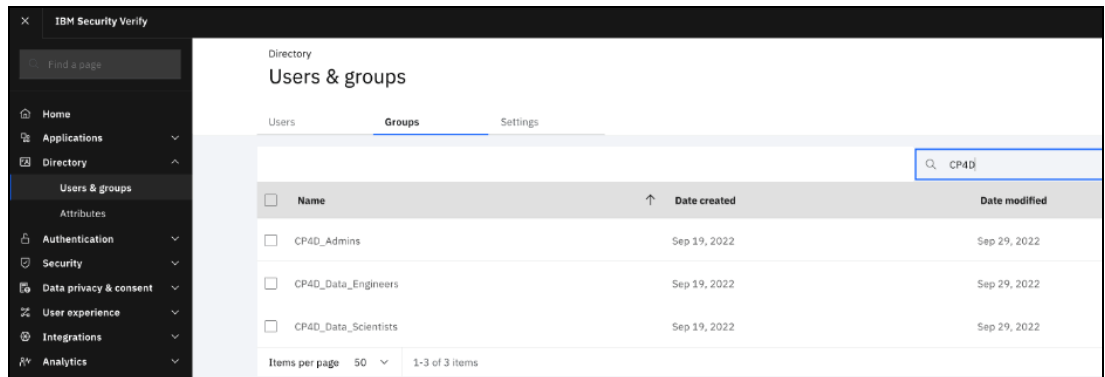 IBM Security Verify
Find a page
Home
Applications
Directory
Users & groups
Attributes
Authentication
Security
Data privacy & consent
User experience
Integrations
Analytics
Directory
Users & groups
Users Groups Settings
CP4D
Name Date created Date modified
CP4D_Admins Sep 19, 2022 Sep 29, 2022
CP4D_Data_Engineers Sep 19, 2022 Sep 29, 2022
CP4D_Data_Scientists Sep 19, 2022 Sep 29, 2022
Items per page 50 1-3 of 3 items